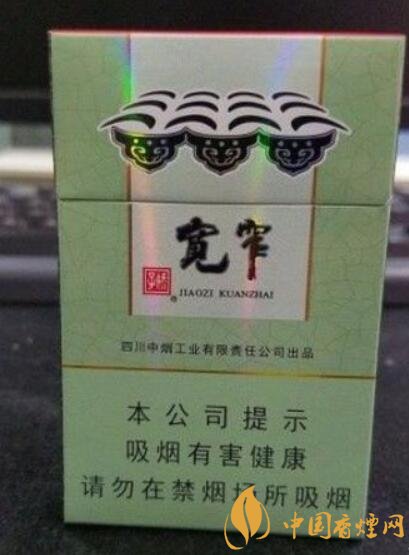 宽窄
娇子
® JIAOZI KUANZHAI
四川中烟工业有限责任公司出品
本公司提示
吸烟有害健康
请勿在禁烟场所吸烟
中国香烟网